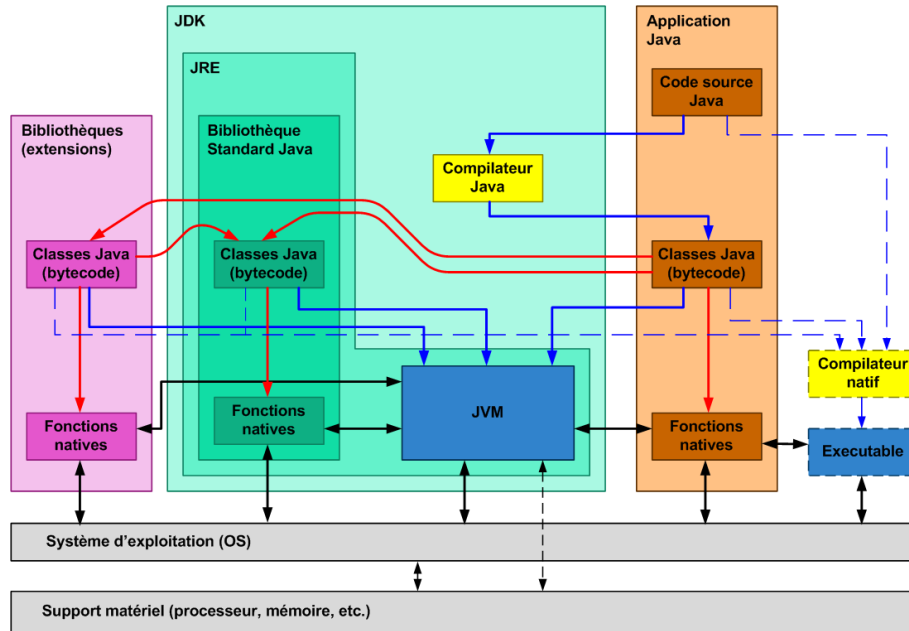 JDK
Application
Java
JRE
Code source
Java
Bibliothèques
(extensions)
Bibliothèque
Standard Java
Compilateur
Java
Classes Java
(bytecode)
Classes Java
(bytecode)
Classes Java
(bytecode)
Compilateur
natif
JVM
Fonctions
natives
Fonctions
natives
Fonctions
natives
Executable
Système d'exploitation (OS)
Support matériel (processeur, mémoire, etc.)